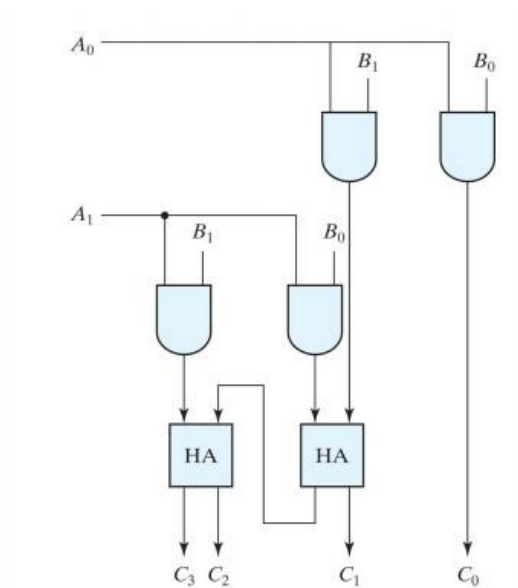 A₀
B₁ B₀
A₁
B₁ B₀
HA HA
C₃ C₂ C₁ C₀